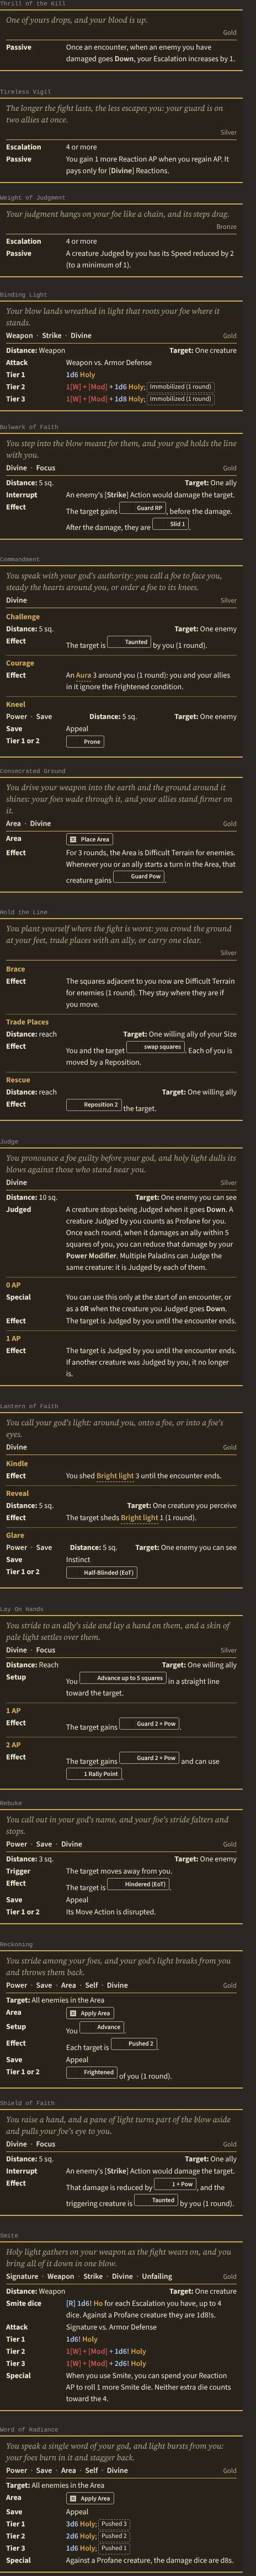 Thrill of the Kill
One of yours drops, and your blood is up.
Gold
Passive Once an encounter, when an enemy you have
damaged goes Down, your Escalation increases by 1.
Tireless Vigil
The longer the fight lasts, the less escapes you: your guard is on
two allies at once.
Silver
Escalation 4 or more
Passive You gain 1 more Reaction AP when you regain AP. It
pays only for [Divine] Reactions.
Weight of Judgment
Your judgment hangs on your foe like a chain, and its steps drag.
Bronze
Escalation 4 or more
Passive A creature Judged by you has its Speed reduced by 2
(to a minimum of 1).
Binding Light
Your blow lands wreathed in light that roots your foe where it
stands.
Weapon · Strike · Divine Gold
Distance: Weapon Target: One creature
Attack Weapon vs. Armor Defense
Tier 1 1d6 Holy
Tier 2 1[W] + [Mod] + 1d6 Holy; Immobilized (1 round)
Tier 3 1[W] + [Mod] + 1d8 Holy; Immobilized (1 round)
Bulwark of Faith
You step into the blow meant for them, and your god holds the line
with you.
Divine · Focus Gold
Distance: 5 sq. Target: One ally
Interrupt An enemy's [Strike] Action would damage the target.
Effect The target gains Guard RP, before the damage.
After the damage, they are Slid 1.
Commandment
You speak with your god's authority: you call a foe to face you,
steady the hearts around you, or order a foe to its knees.
Divine Silver
Challenge
Distance: 5 sq. Target: One enemy
Effect The target is Taunted by you (1 round).
Courage
Effect An Aura 3 around you (1 round): you and your allies
in it ignore the Frightened condition.
Kneel
Power · Save Distance: 5 sq. Target: One enemy
Save Appeal
Tier 1 or 2 Prone
Consecrated Ground
You drive your weapon into the earth and the ground around it
shines: your foes wade through it, and your allies stand firmer on
it.
Area · Divine Gold
Area Place Area
Effect For 3 rounds, the Area is Difficult Terrain for enemies.
Whenever you or an ally starts a turn in the Area, that
creature gains Guard Pow.
Hold the Line
You plant yourself where the fight is worst: you crowd the ground
at your feet, trade places with an ally, or carry one clear.
Silver
Brace
Effect The squares adjacent to you now are Difficult Terrain
for enemies (1 round). They stay where they are if
you move.
Trade Places
Distance: reach Target: One willing ally of your Size
Effect You and the target swap squares. Each of you is
moved by a Reposition.
Rescue
Distance: reach Target: One willing ally
Effect Reposition 2 the target.
Judge
You pronounce a foe guilty before your god, and holy light dulls its
blows against those who stand near you.
Divine Silver
Distance: 10 sq. Target: One enemy you can see
Judged A creature stops being Judged when it goes Down. A
creature Judged by you counts as Profane for you.
Once each round, when it damages an ally within 5
squares of you, you can reduce that damage by your
Power Modifier. Multiple Paladins can Judge the
same creature: it is Judged by each of them.
0 AP
Special You can use this only at the start of an encounter, or
as a 0R when the creature you Judged goes Down.
Effect The target is Judged by you until the encounter ends.
1 AP
Effect The target is Judged by you until the encounter ends.
If another creature was Judged by you, it no longer
is.
Lantern of Faith
You call your god's light: around you, onto a foe, or into a foe's
eyes.
Divine Gold
Kindle
Effect You shed Bright light 3 until the encounter ends.
Reveal
Distance: 5 sq. Target: One creature you perceive
Effect The target sheds Bright light 1 (1 round).
Glare
Power · Save Distance: 5 sq. Target: One enemy you can see
Save Instinct
Tier 1 or 2 Half-Blinded (EoT)
Lay On Hands
You stride to an ally's side and lay a hand on them, and a skin of
pale light settles over them.
Divine · Focus Silver
Distance: Reach Target: One willing ally
Setup You Advance up to 5 squares in a straight line
toward the target.
1 AP
Effect The target gains Guard 2 + Pow.
2 AP
Effect The target gains Guard 2 + Pow and can use
1 Rally Point.
Rebuke
You call out in your god's name, and your foe's stride falters and
stops.
Power · Save · Divine Gold
Distance: 3 sq. Target: One enemy
Trigger The target moves away from you.
Effect The target is Hindered (EoT).
Save Appeal
Tier 1 or 2 Its Move Action is disrupted.
Reckoning
You stride among your foes, and your god's light breaks from you
and throws them back.
Power · Save · Area · Self · Divine Gold
Target: All enemies in the Area
Area Apply Area
Setup You Advance.
Effect Each target is Pushed 2.
Save Appeal
Tier 1 or 2 Frightened of you (1 round).
Shield of Faith
You raise a hand, and a pane of light turns part of the blow aside
and pulls your foe's eye to you.
Divine · Focus Gold
Distance: 5 sq. Target: One ally
Interrupt An enemy's [Strike] Action would damage the target.
Effect That damage is reduced by 1 + Pow, and the
triggering creature is Taunted by you (1 round).
Smite
Holy light gathers on your weapon as the fight wears on, and you
bring all of it down in one blow.
Signature · Weapon · Strike · Divine · Unfailing Gold
Distance: Weapon Target: One creature
Smite dice [R] 1d6! Ho for each Escalation you have, up to 4
dice. Against a Profane creature they are 1d8!s.
Attack Signature vs. Armor Defense
Tier 1 1d6! Holy
Tier 2 1[W] + [Mod] + 1d6! Holy
Tier 3 1[W] + [Mod] + 2d6! Holy
Special When you use Smite, you can spend your Reaction
AP to roll 1 more Smite die. Neither extra die counts
toward the 4.
Word of Radiance
You speak a single word of your god, and light bursts from you:
your foes burn in it and stagger back.
Power · Save · Area · Self · Divine Gold
Target: All enemies in the Area
Area Apply Area
Save Appeal
Tier 1 3d6 Holy; Pushed 3
Tier 2 2d6 Holy; Pushed 2
Tier 3 1d6 Holy; Pushed 1
Special Against a Profane creature, the damage dice are d8s.